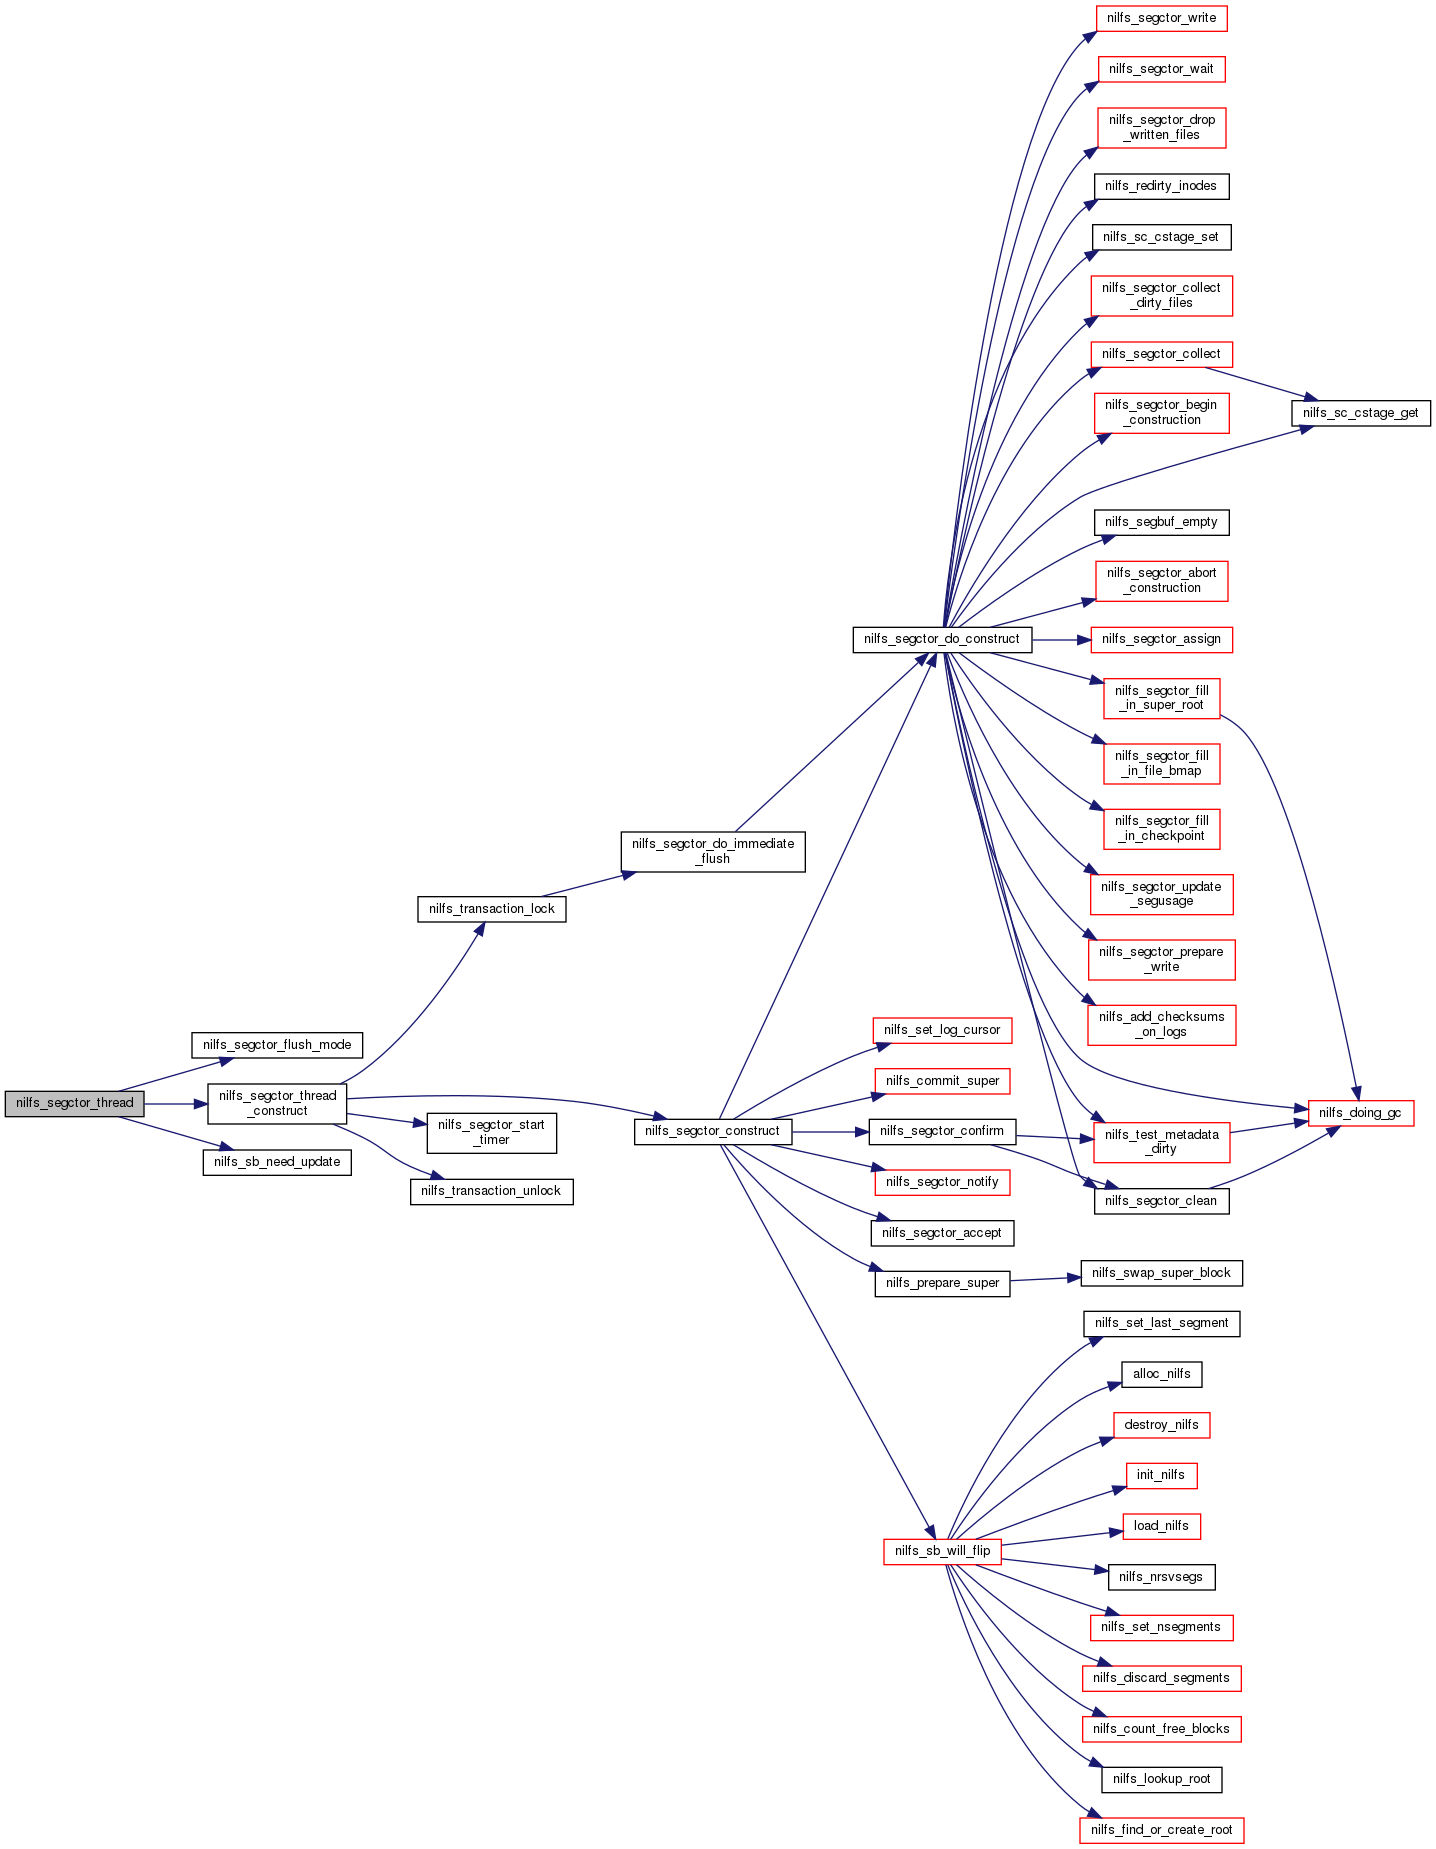 nilfs_segctor_write
nilfs_segctor_wait
nilfs_segctor_drop
_written_files
nilfs_redirty_inodes
nilfs_sc_cstage_set
nilfs_segctor_collect
_dirty_files
nilfs_segctor_collect
nilfs_segctor_begin
_construction
nilfs_sc_cstage_get
nilfs_segbuf_empty
nilfs_segctor_abort
_construction
nilfs_segctor_do_construct
nilfs_segctor_assign
nilfs_segctor_fill
_in_super_root
nilfs_segctor_fill
_in_file_bmap
nilfs_segctor_fill
_in_checkpoint
nilfs_segctor_do_immediate
_flush
nilfs_segctor_update
_segusage
nilfs_transaction_lock
nilfs_segctor_prepare
_write
nilfs_add_checksums
_on_logs
nilfs_set_log_cursor
nilfs_segctor_flush_mode
nilfs_commit_super
nilfs_segctor_thread
nilfs_segctor_thread
_construct
nilfs_doing_gc
nilfs_segctor_start
_timer
nilfs_segctor_construct
nilfs_segctor_confirm
nilfs_test_metadata
_dirty
nilfs_sb_need_update
nilfs_segctor_notify
nilfs_transaction_unlock
nilfs_segctor_clean
nilfs_segctor_accept
nilfs_prepare_super
nilfs_swap_super_block
nilfs_set_last_segment
alloc_nilfs
destroy_nilfs
init_nilfs
load_nilfs
nilfs_sb_will_flip
nilfs_nrsvsegs
nilfs_set_nsegments
nilfs_discard_segments
nilfs_count_free_blocks
nilfs_lookup_root
nilfs_find_or_create_root